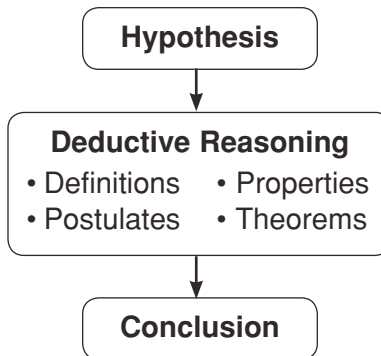 Hypothesis
Deductive Reasoning
• Definitions • Properties
• Postulates • Theorems
Conclusion